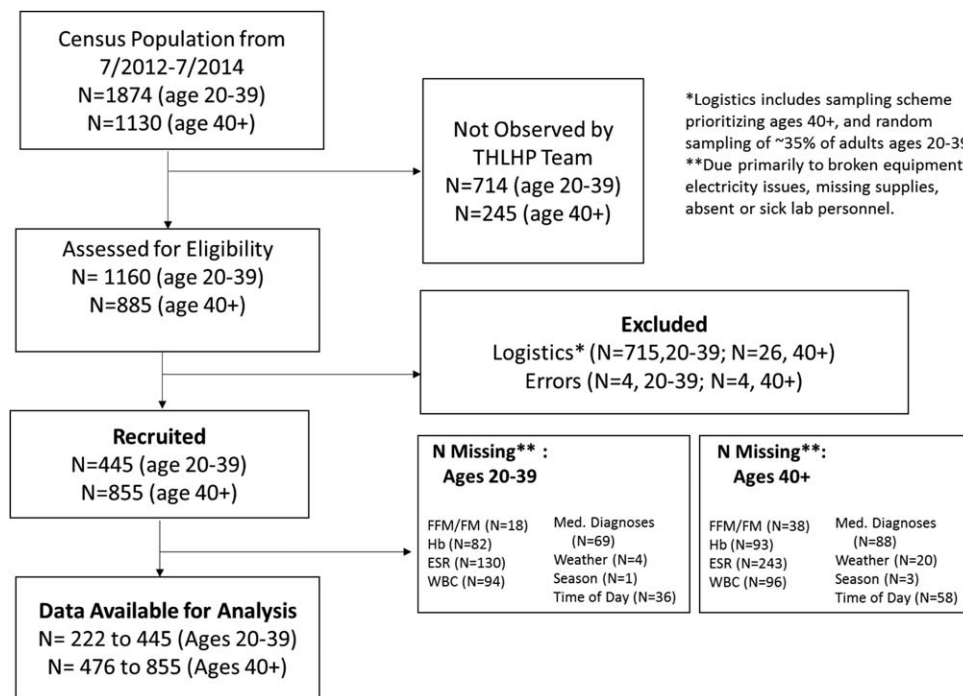 Census Population from
7/2012-7/2014
N=1874 (age 20-39)
N=1130 (age 40+)
Not Observed by
THLHP Team
N=714 (age 20-39)
N=245 (age 40+)
*Logistics includes sampling scheme
prioritizing ages 40+, and random
sampling of ~35% of adults ages 20-39
**Due primarily to broken equipment
electricity issues, missing supplies,
absent or sick lab personnel.
Assessed for Eligibility
N= 1160 (age 20-39)
N=885 (age 40+)
Excluded
Logistics* (N=715,20-39; N=26, 40+)
Errors (N=4, 20-39; N=4, 40+)
Recruited
N=445 (age 20-39)
N=855 (age 40+)
N Missing** :
Ages 20-39
FFM/FM (N=18)
Hb (N=82)
ESR (N=130)
WBC (N=94)
Med. Diagnoses
(N=69)
Weather (N=4)
Season (N=1)
Time of Day (N=36)
N Missing**:
Ages 40+
FFM/FM (N=38)
Hb (N=93)
ESR (N=243)
WBC (N=96)
Med. Diagnoses
(N=88)
Weather (N=20)
Season (N=3)
Time of Day (N=58)
Data Available for Analysis
N= 222 to 445 (Ages 20-39)
N= 476 to 855 (Ages 40+)